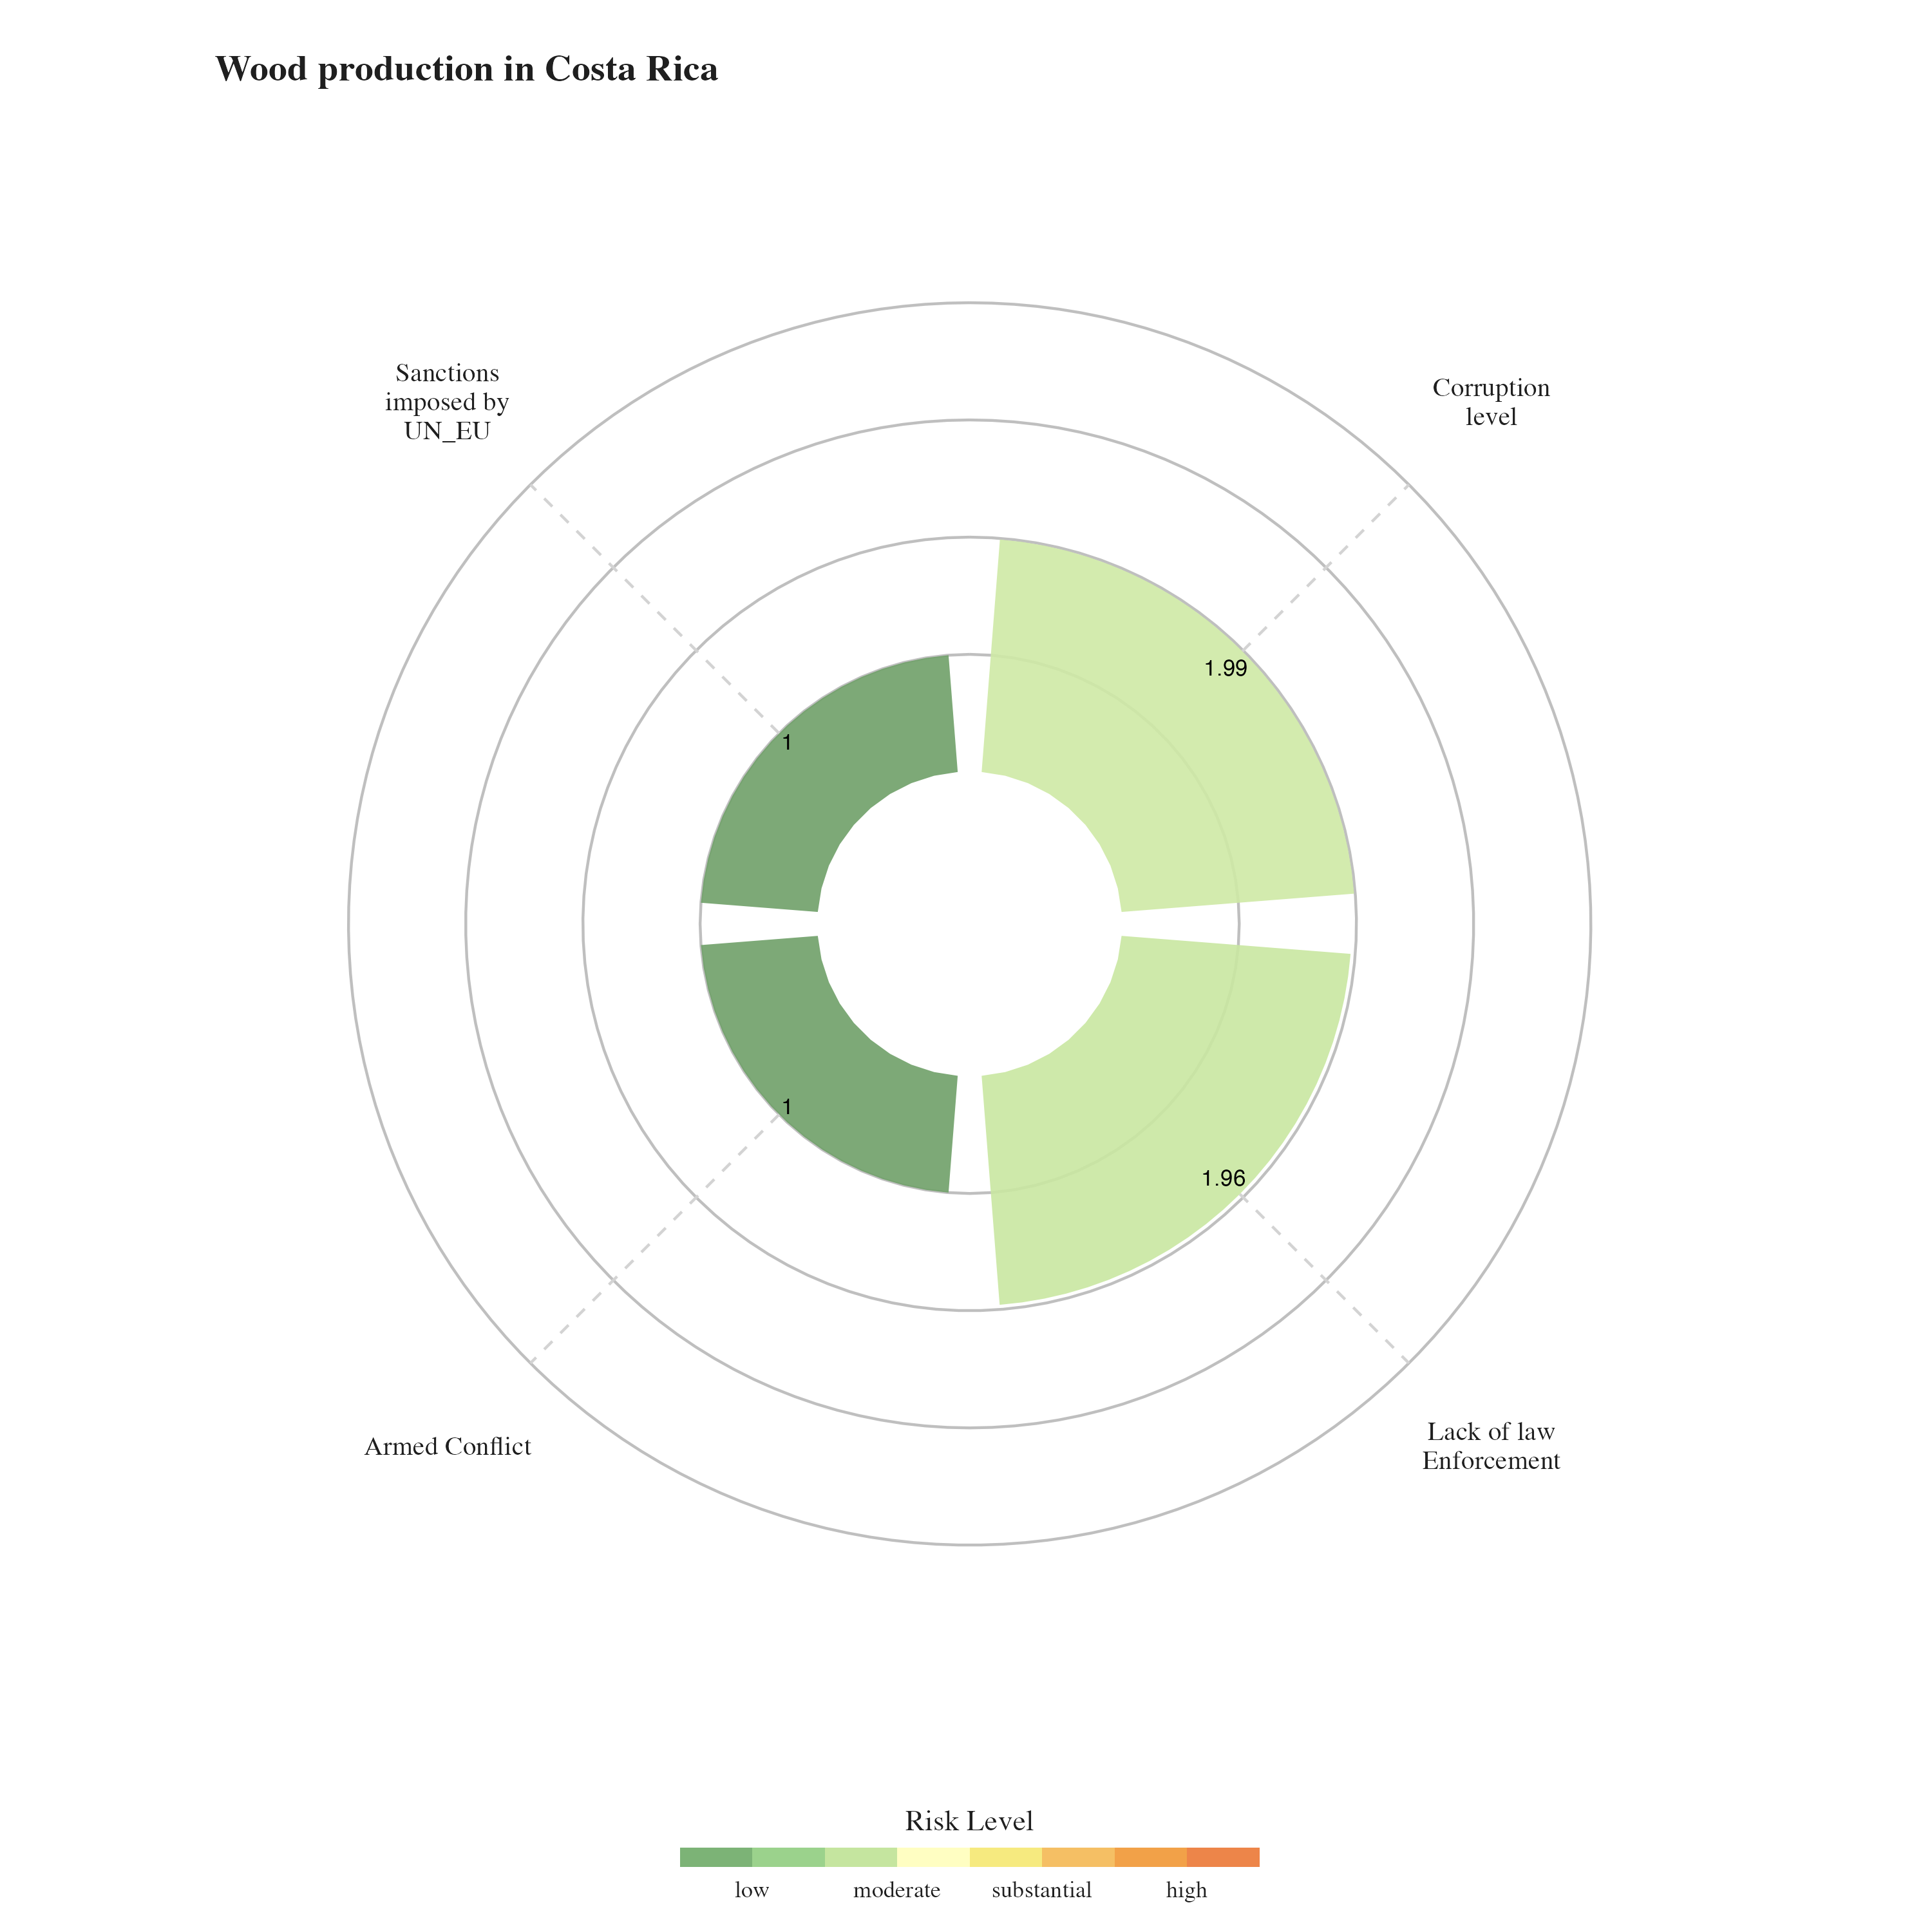 Wood production in Costa Rica
Sanctions
imposed by
UN_EU
Corruption
level
1.99
1
1
1.96
Armed Conflict
Lack of law
Enforcement
Risk Level
low moderate substantial high